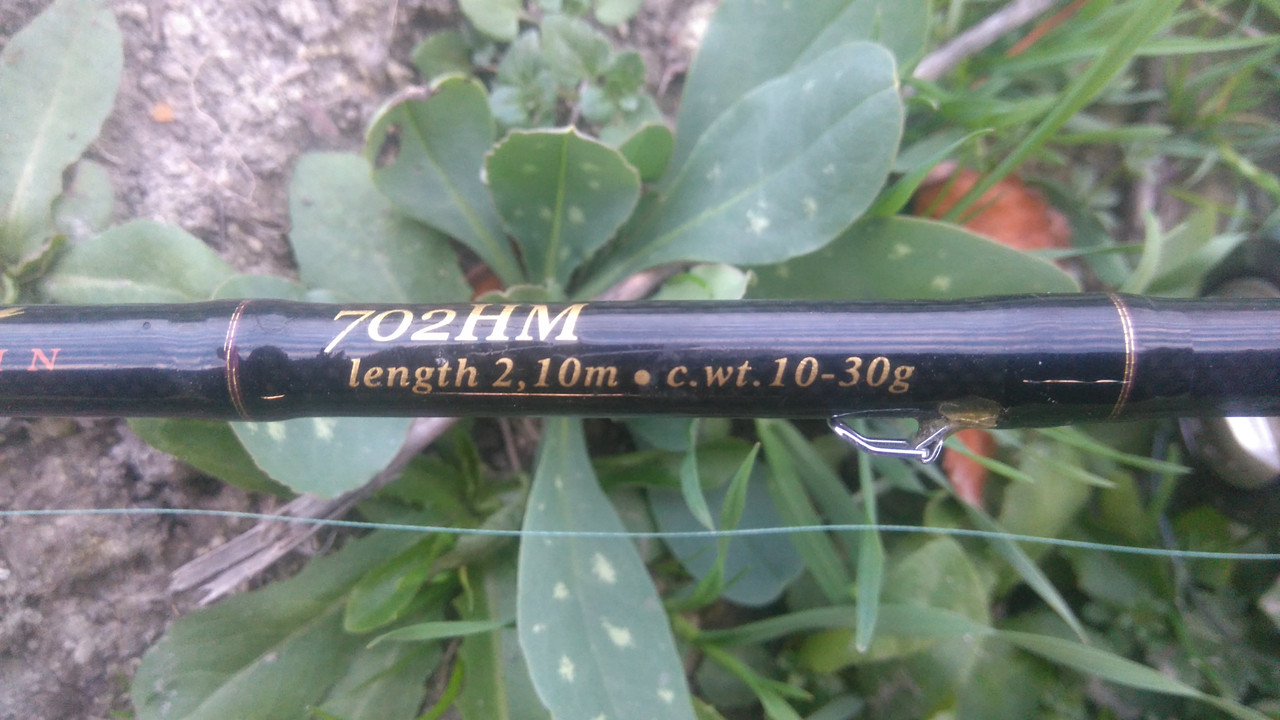 702HM
length 2,10m • c.wt.10-30g